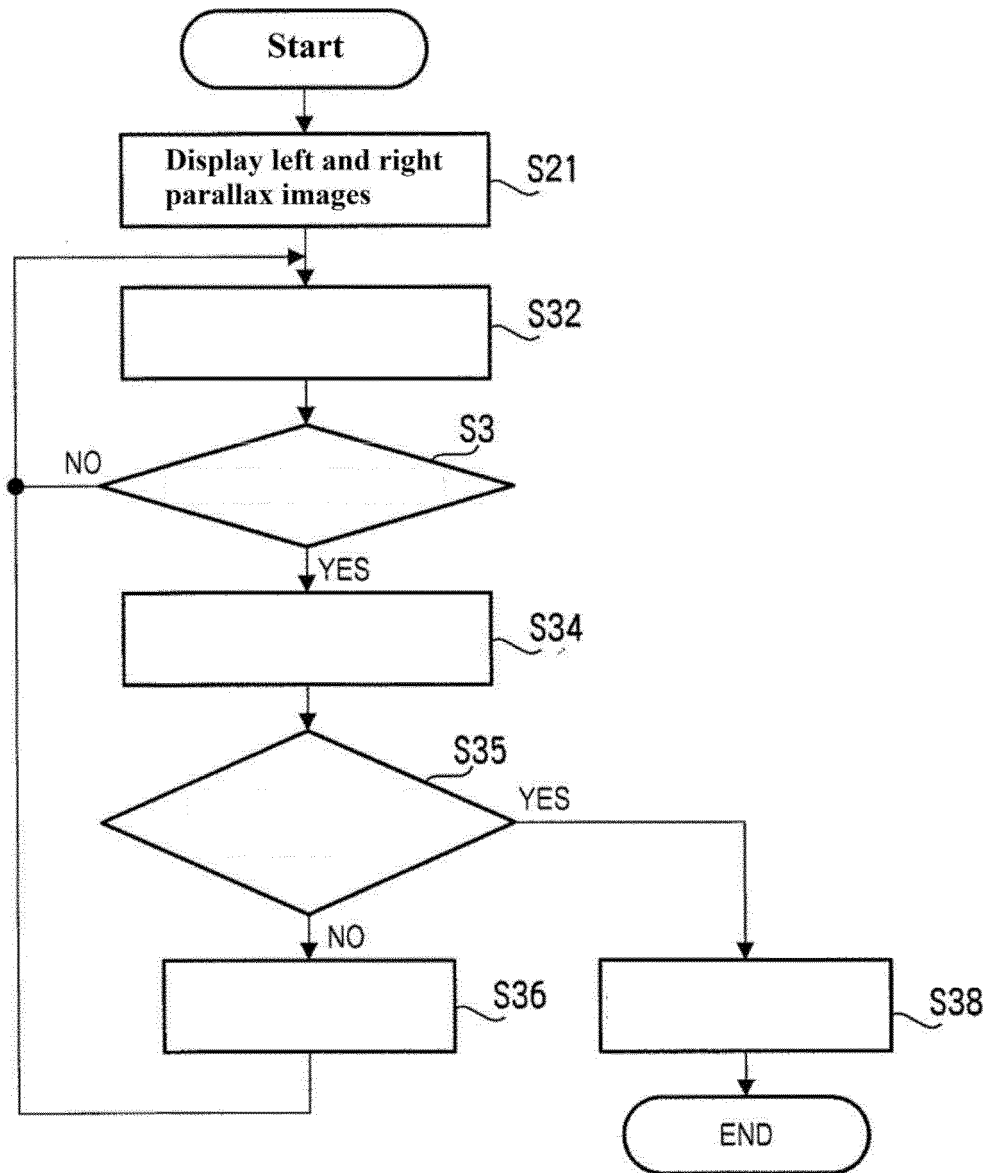 Start
Display left and right
parallax images
S21
S32
S3
NO
YES
S34
S35
YES
NO
S36
S38
END